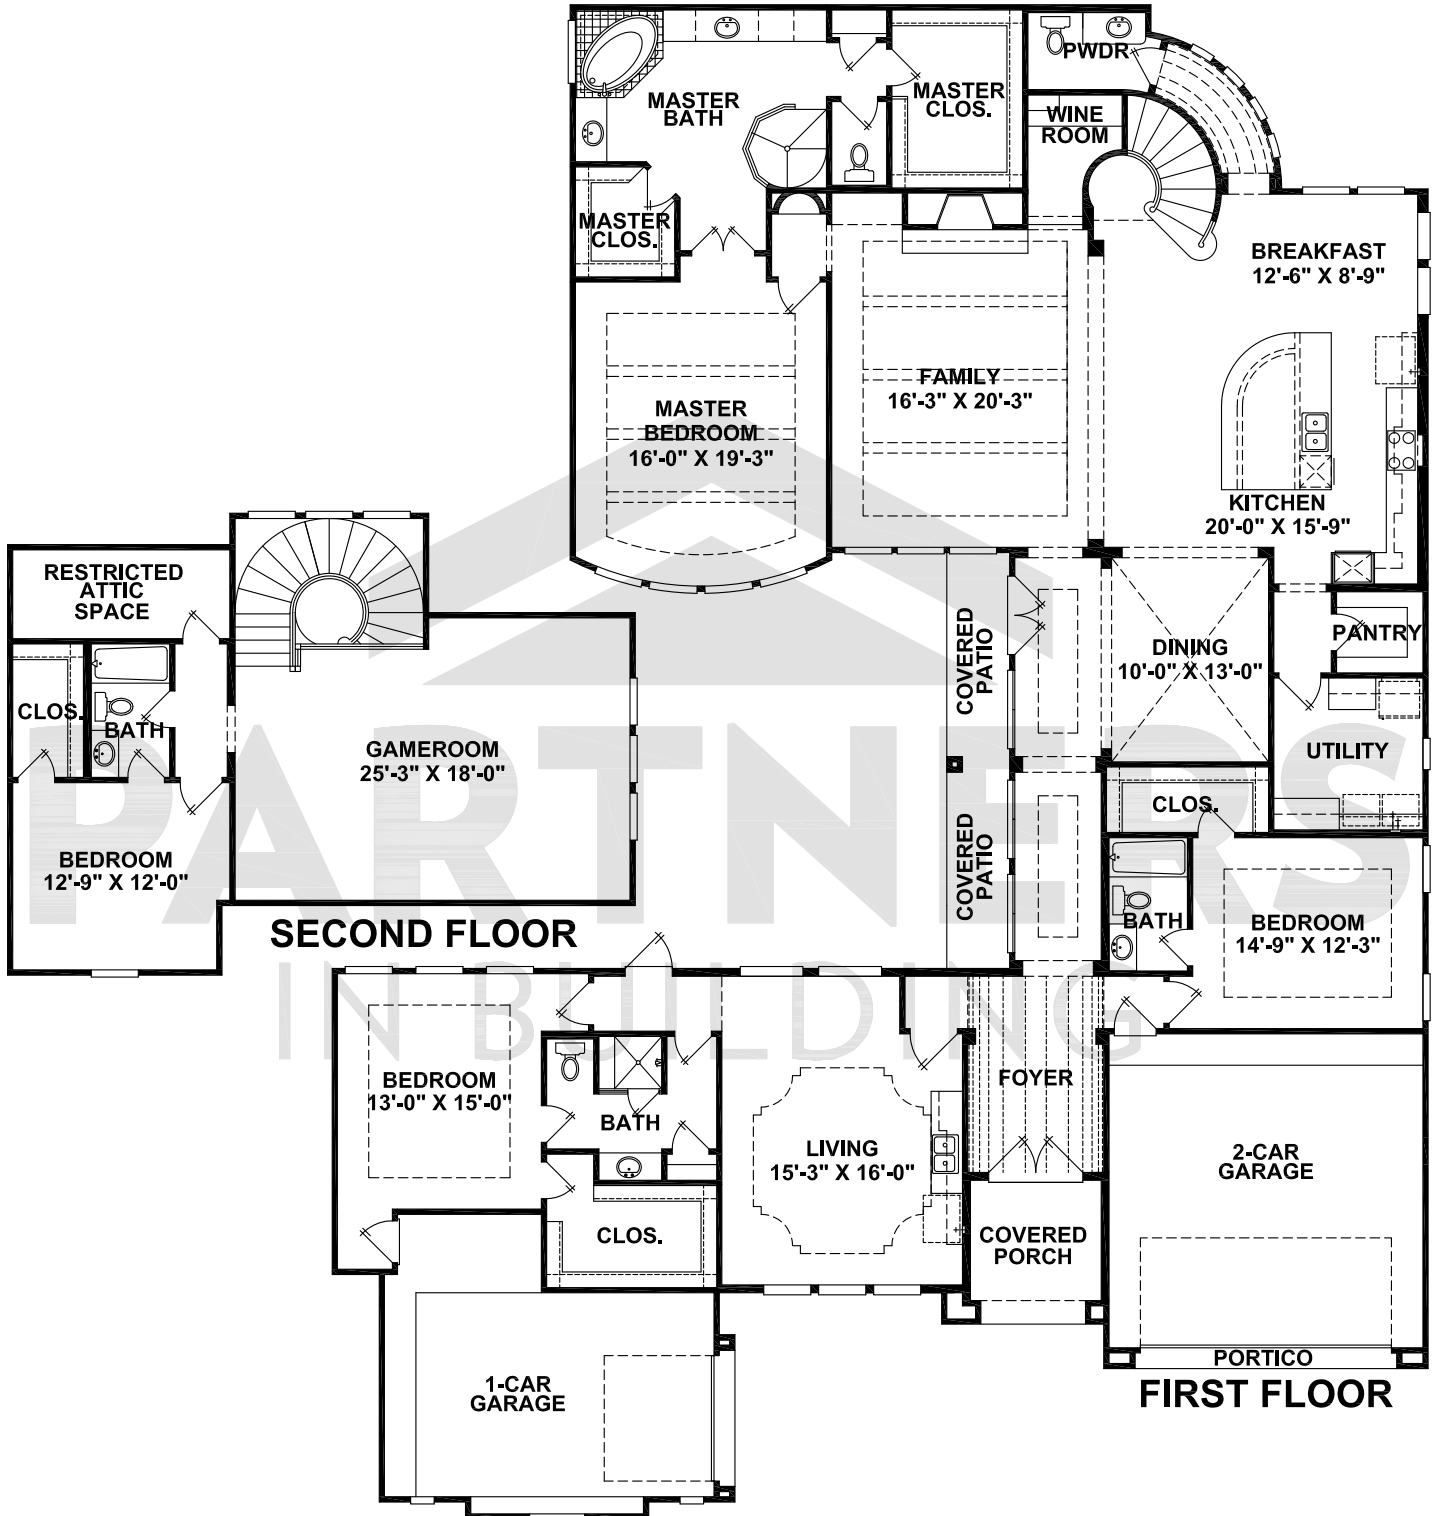 PWDR
MASTER
BATH
MASTER
CLOS.
WINE
ROOM
MASTER
CLOS.
BREAKFAST
12'-6" X 8'-9"
FAMILY
16'-3" X 20'-3"
MASTER
BEDROOM
16'-0" X 19'-3"
KITCHEN
20'-0" X 15'-9"
RESTRICTED
ATTIC
SPACE
COVERED
PATIO
DINING
10'-0" X 13'-0"
PANTRY
CLOS.
BATH
GAMEROOM
25'-3" X 18'-0"
UTILITY
CLOS.
BEDROOM
12'-9" X 12'-0"
COVERED
PATIO
BATH
BEDROOM
14'-9" X 12'-3"
PARTNERS
IN BUILDING
SECOND FLOOR
BEDROOM
13'-0" X 15'-0"
FOYER
BATH
LIVING
15'-3" X 16'-0"
2-CAR
GARAGE
CLOS.
COVERED
PORCH
PORTICO
1-CAR
GARAGE
FIRST FLOOR